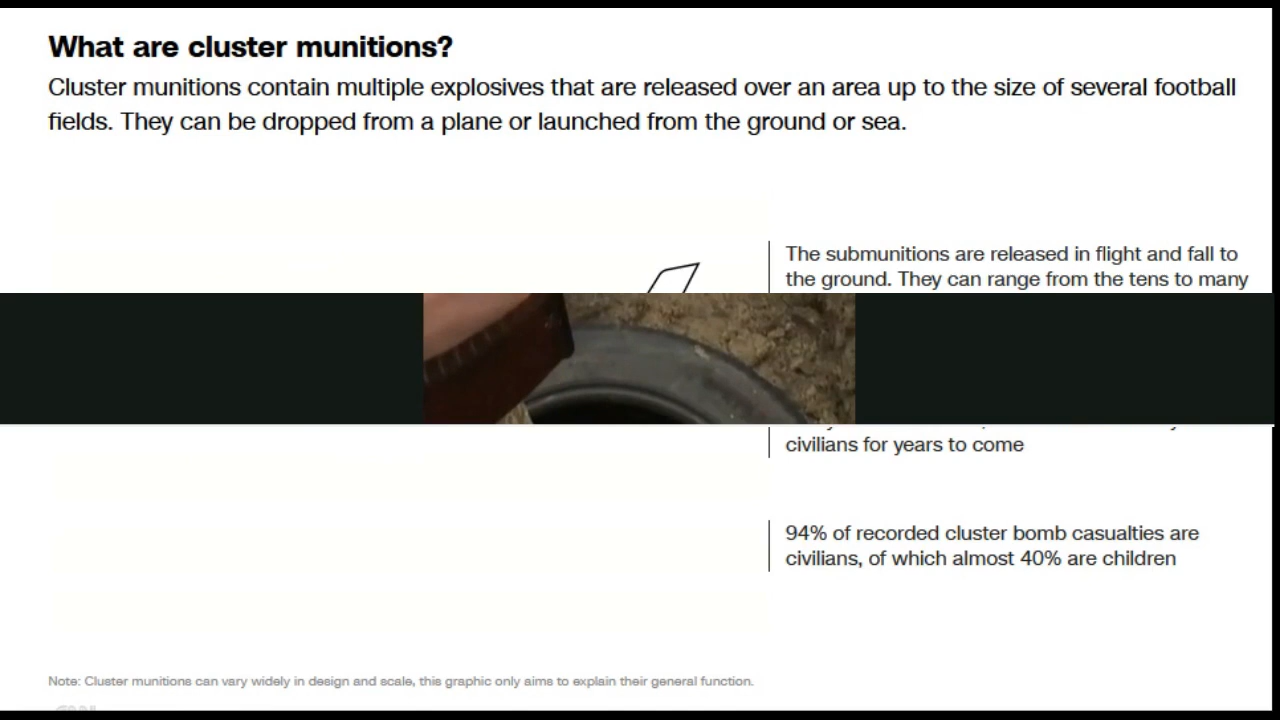 What are cluster munitions?
Cluster munitions contain multiple explosives that are released over an area up to the size of several football
fields. They can be dropped from a plane or launched from the ground or sea.
The submunitions are released in flight and fall to
the ground. They can range from the tens to many
civilians for years to come
94% of recorded cluster bomb casualties are
civilians, of which almost 40% are children
Note: Cluster munitions can vary widely in design and scale, this graphic only aims to explain their general function.